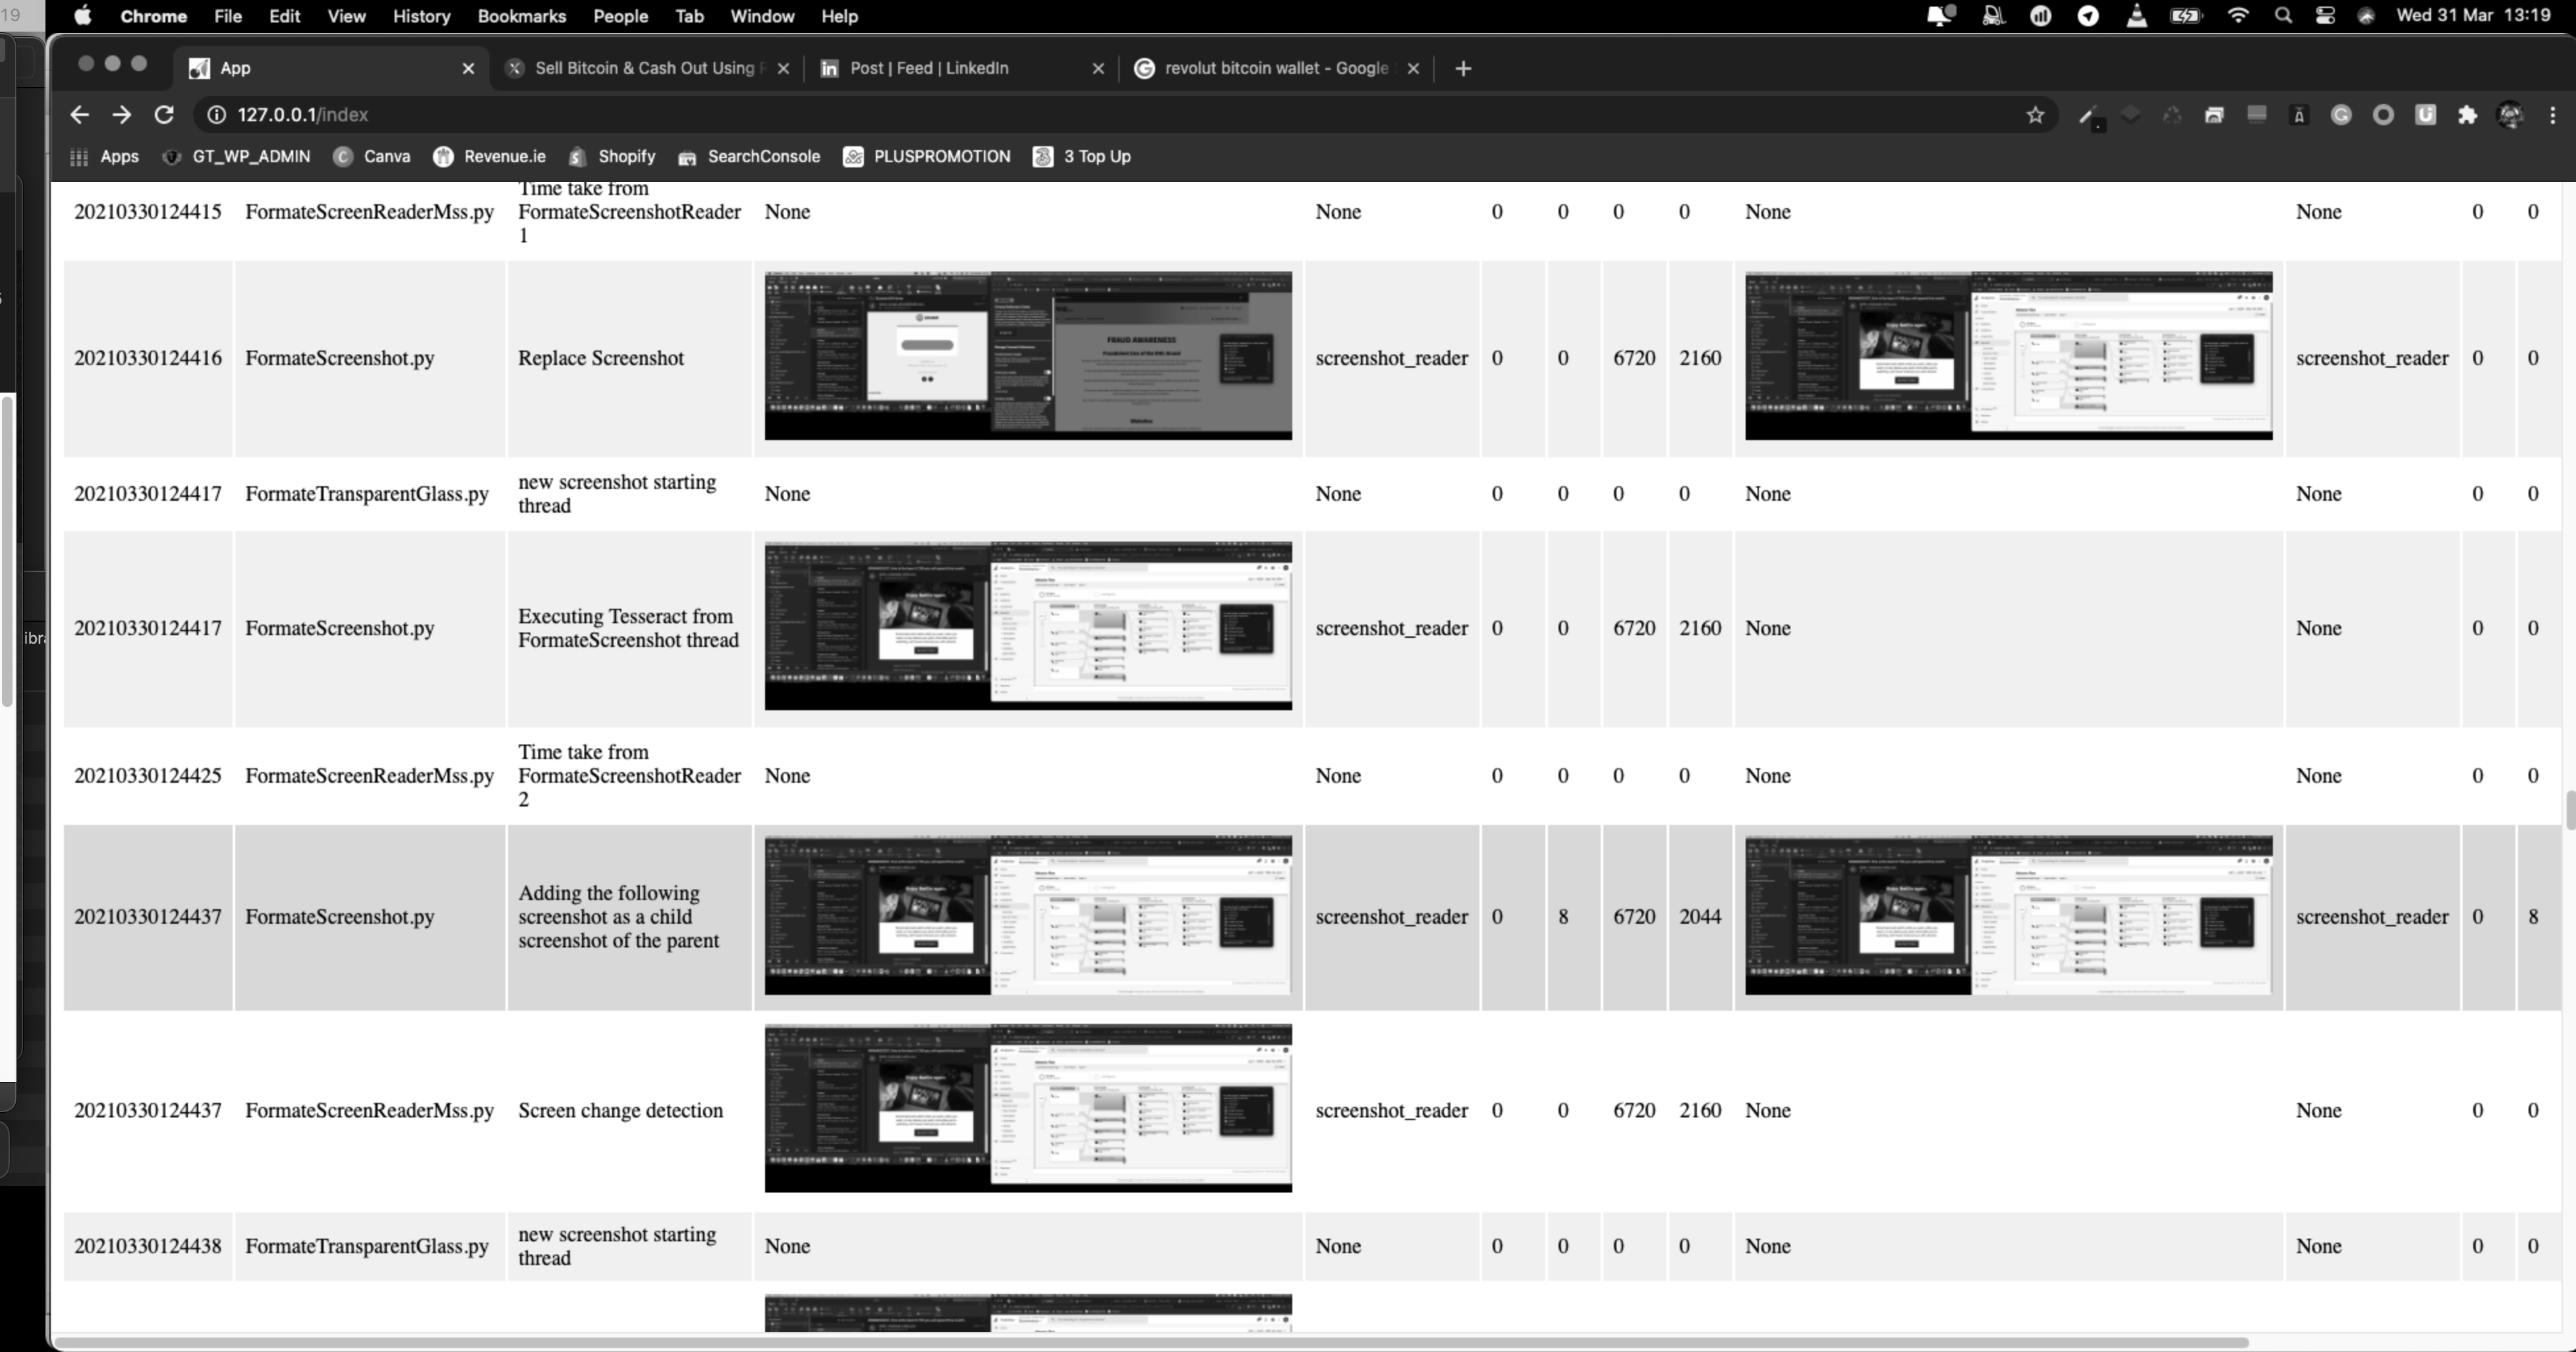 19
Chrome File Edit View History Bookmarks People Tab Window Help Wed 31 Mar 13:19
App Sell Bitcoin & Cash Out Using Post | Feed | LinkedIn revolut bitcoin wallet - Google
127.0.0.1/index
Apps GT_WP_ADMIN Canva Revenue.ie Shopify SearchConsole PLUSPROMOTION 3 Top Up
Time take from
20210330124415 FormateScreenReaderMss.py FormateScreenshotReader None None 0 0 0 0 None None 0 0
1
FRAUD AWARENESS
20210330124416 FormateScreenshot.py Replace Screenshot screenshot_reader 0 0 6720 2160 screenshot_reader 0 0
new screenshot starting
20210330124417 FormateTransparentGlass.py None None 0 0 0 0 None None 0 0
thread
Executing Tesseract from
20210330124417 FormateScreenshot.py screenshot_reader 0 0 6720 2160 None None 0 0
FormateScreenshot thread
Time take from
20210330124425 FormateScreenReaderMss.py FormateScreenshotReader None None 0 0 0 0 None None 0 0
2
Adding the following
20210330124437 FormateScreenshot.py screenshot as a child screenshot_reader 0 8 6720 2044 screenshot_reader 0 8
screenshot of the parent
20210330124437 FormateScreenReaderMss.py Screen change detection screenshot_reader 0 0 6720 2160 None None 0 0
new screenshot starting
20210330124438 FormateTransparentGlass.py None None 0 0 0 0 None None 0 0
thread